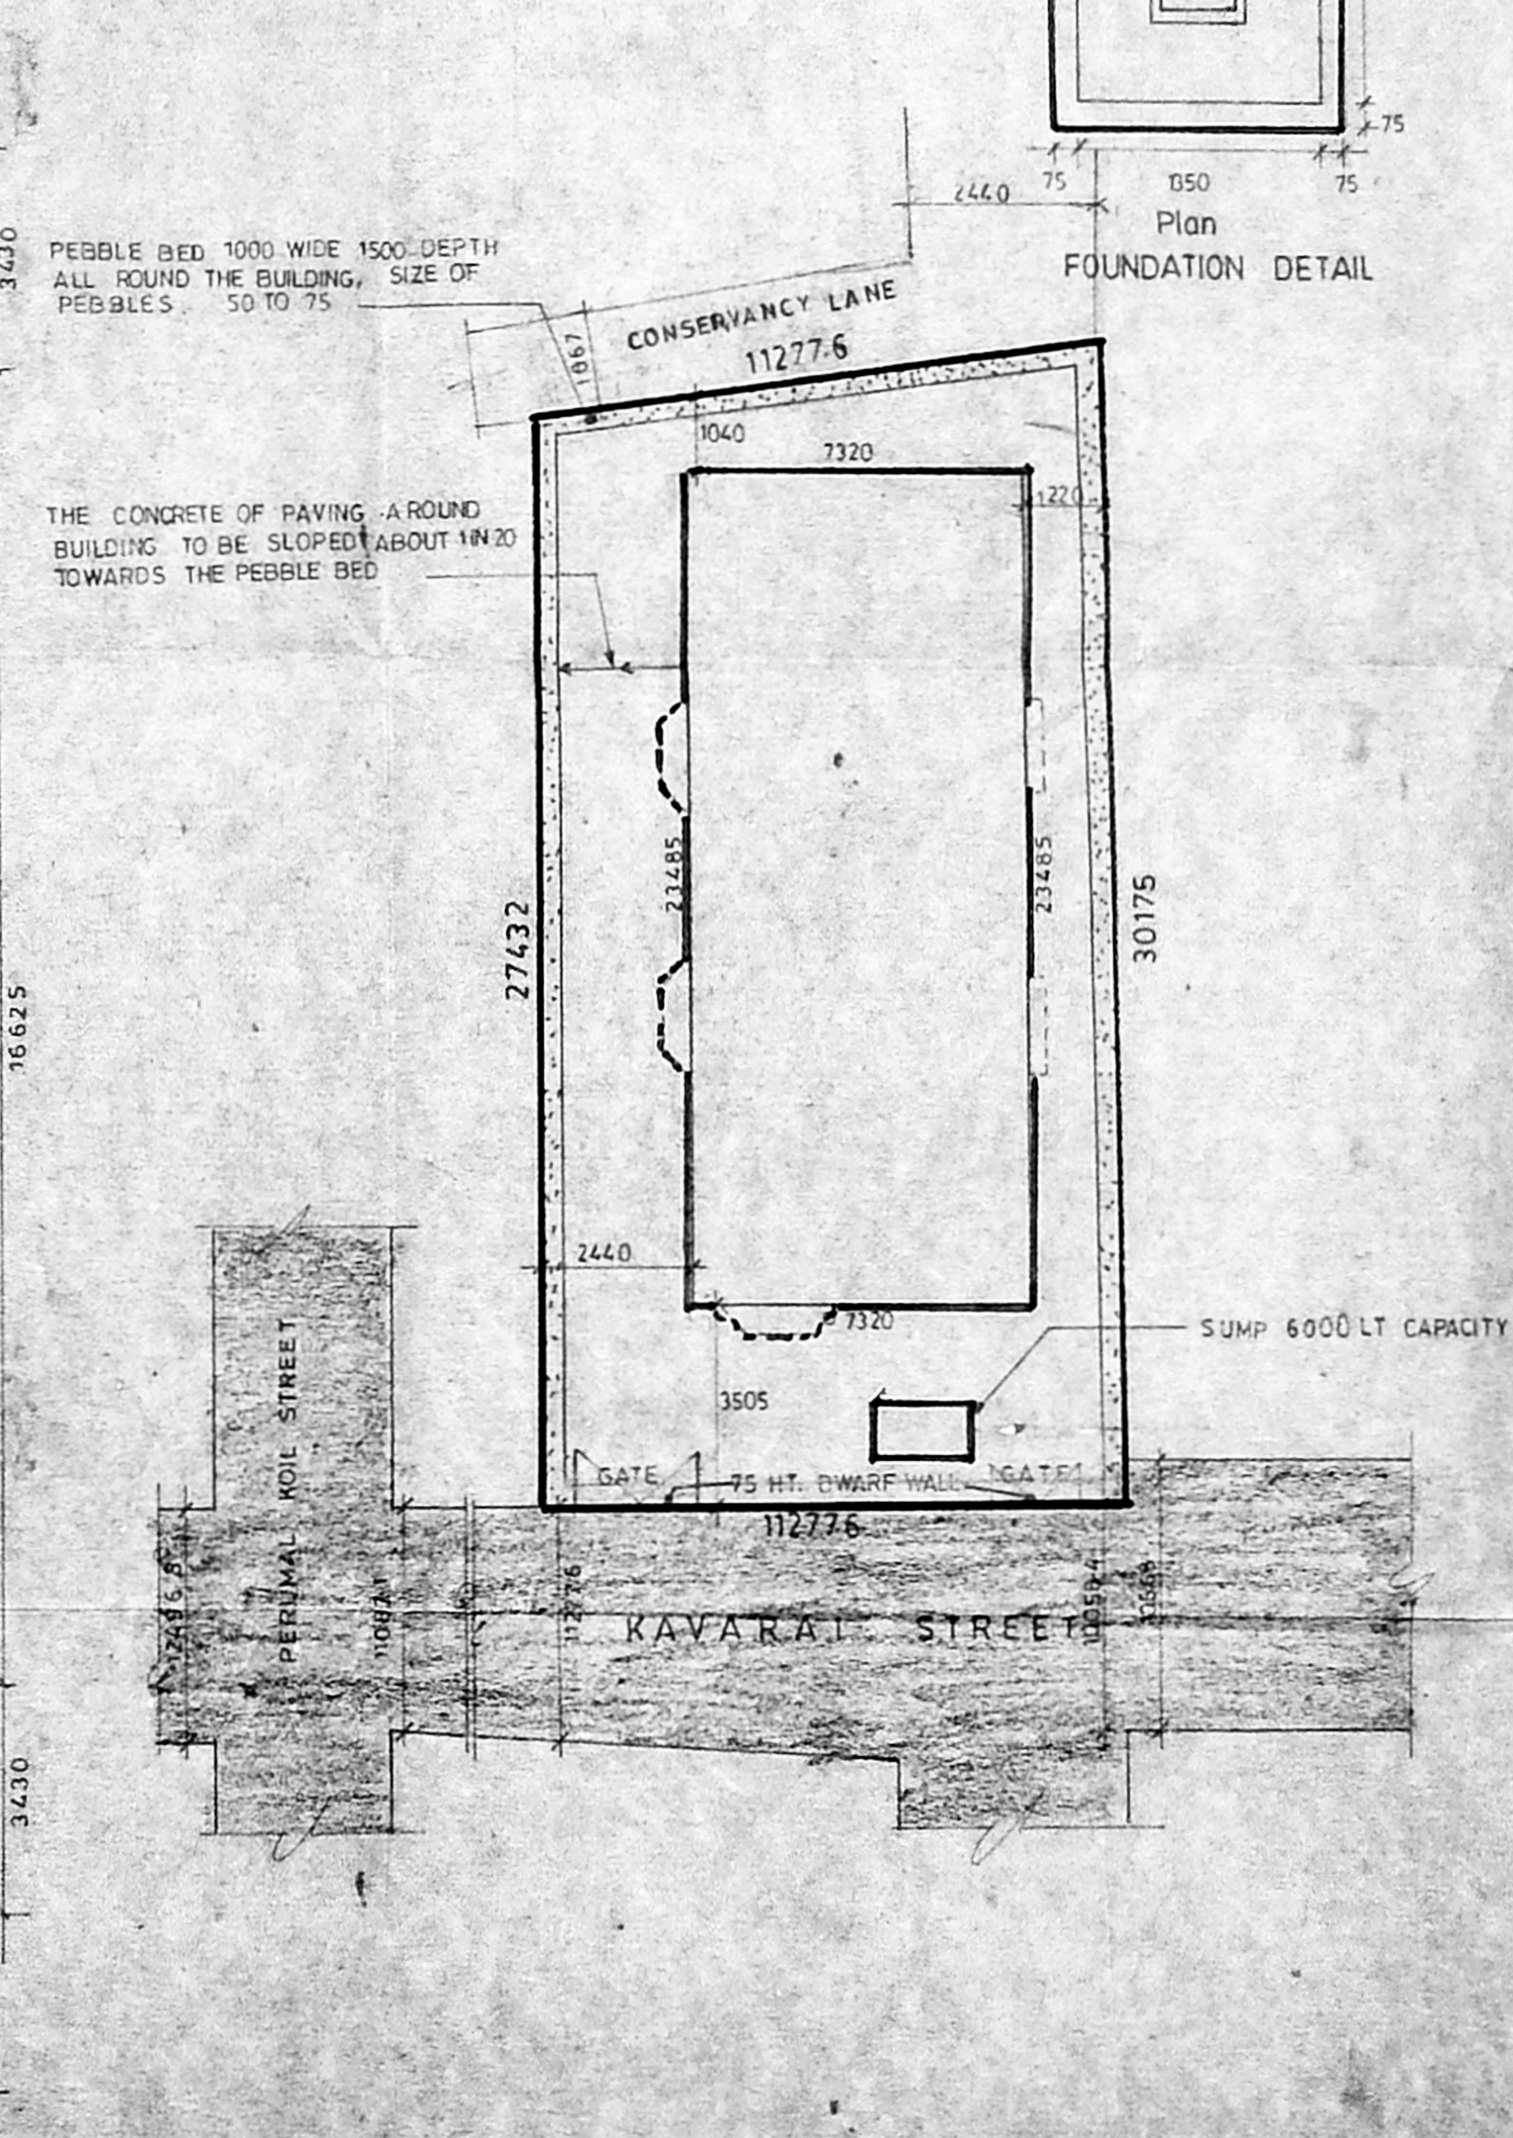 75
75
1350
75
2440
Plan
FOUNDATION DETAIL
3430
PEBBLE BED 1000 WIDE 1500 DEPTH
ALL ROUND THE BUILDING, SIZE OF
PEBBLES. 50 TO 75
CONSERVANCY LANE
1067
11277.6
1040
7320
1220
THE CONCRETE OF PAVING AROUND
BUILDING TO BE SLOPED ABOUT 1 IN 20
TOWARDS THE PEBBLE BED
23485
23485
27432
30175
16625
2440
7320
SUMP 6000 LT CAPACITY
3505
GATE
75 HT. DWARF WALL
GATE
11277.6
PERUMAL KOIL STREET
12496.8
11277.6
KAVARAI STREET
3430